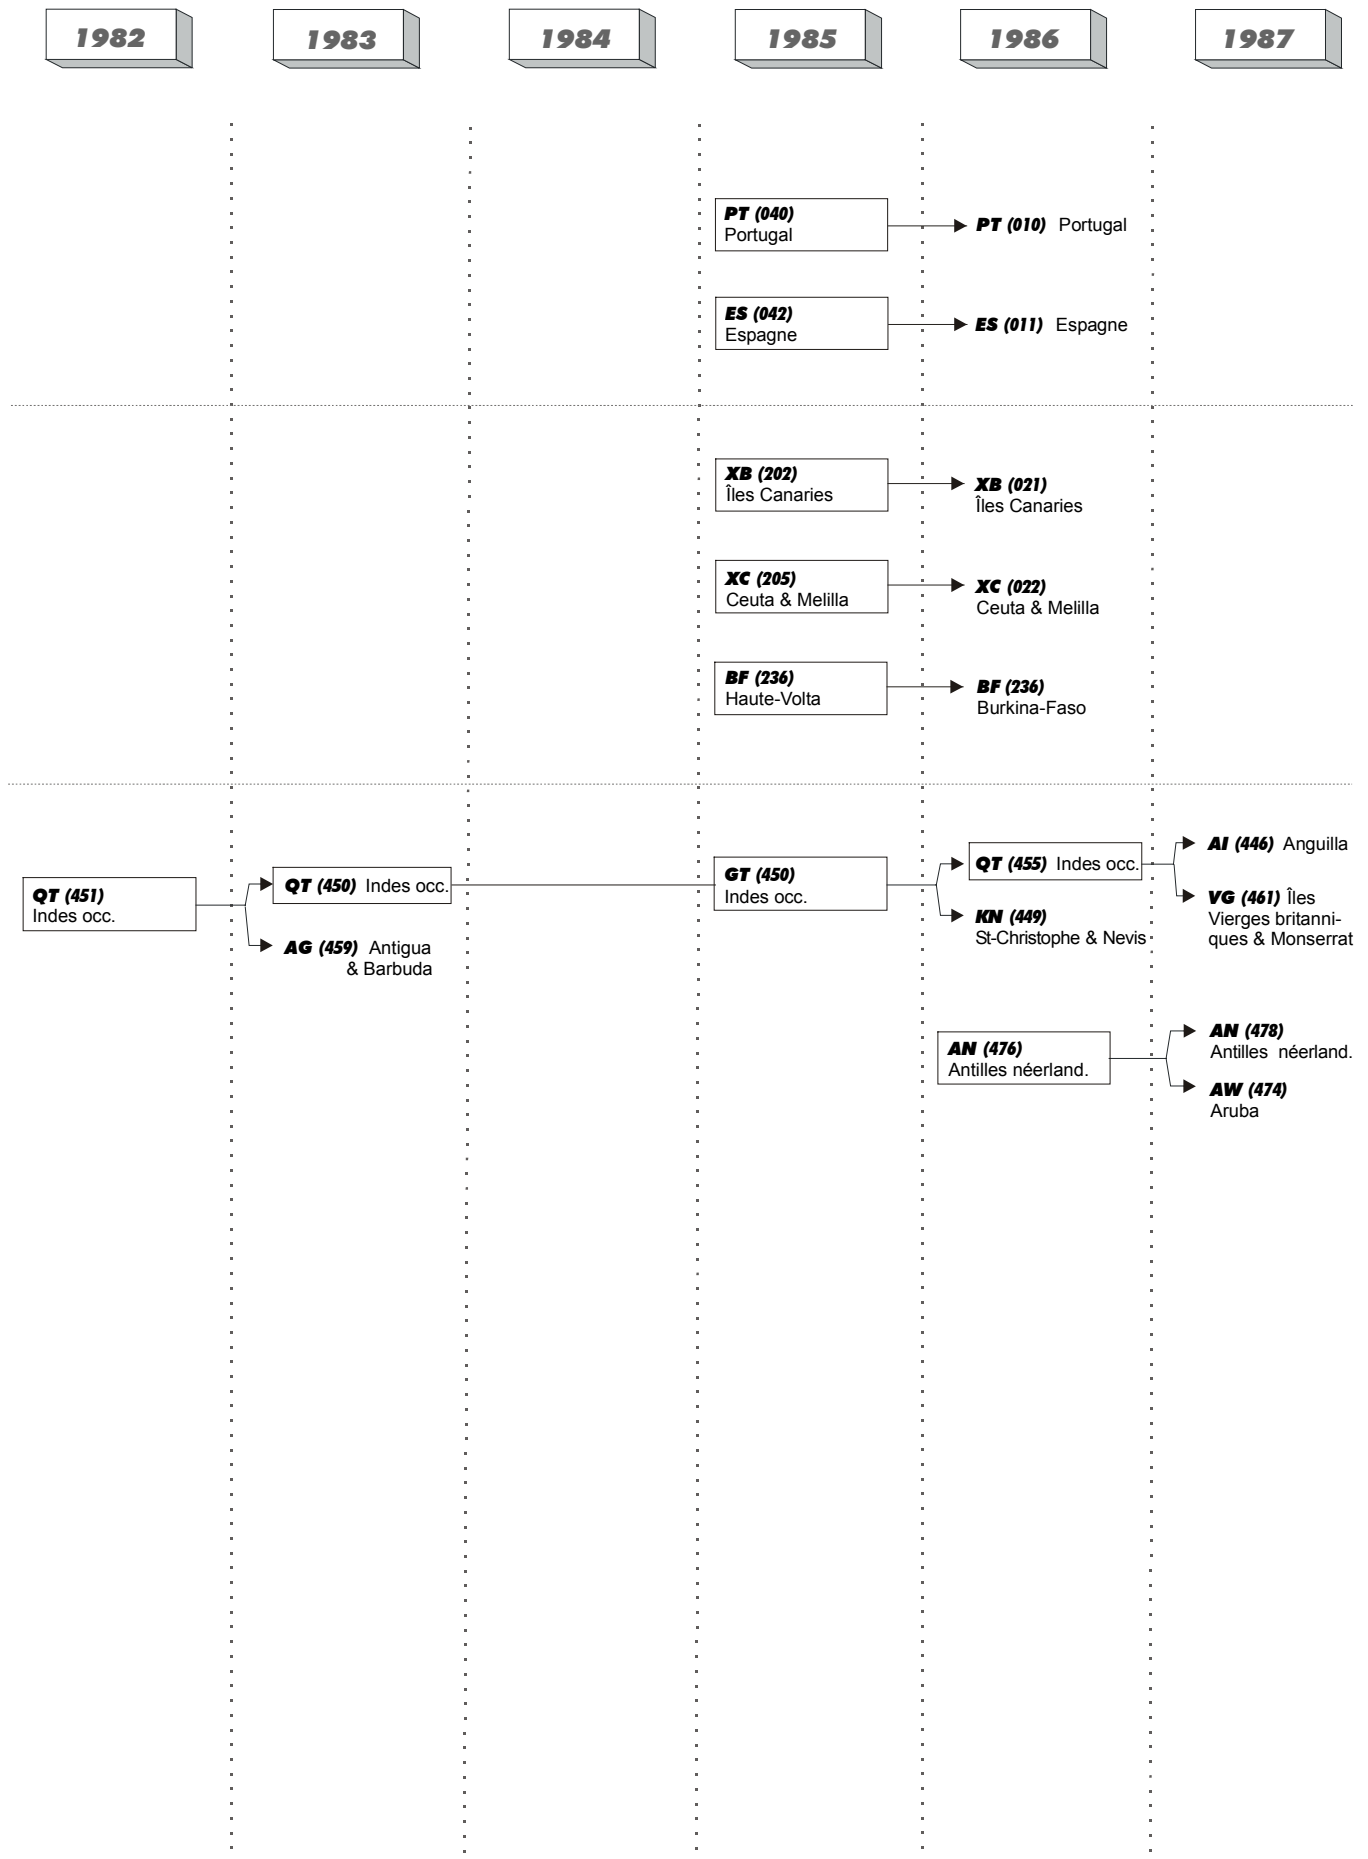 1982
1983
1984
1985
1986
1987
PT (040)
Portugal
PT (010) Portugal
ES (042)
Espagne
ES (011) Espagne
XB (202)
Îles Canaries
XB (021)
Îles Canaries
XC (205)
Ceuta & Melilla
XC (022)
Ceuta & Melilla
BF (236)
Haute-Volta
BF (236)
Burkina-Faso
QT (451)
Indes occ.
QT (450) Indes occ.
AG (459) Antigua
& Barbuda
GT (450)
Indes occ.
QT (455) Indes occ.
KN (449)
St-Christophe & Nevis
AI (446) Anguilla
VG (461) Îles
Vierges britanni-
ques & Monserrat
AN (476)
Antilles néerland.
AN (478)
Antilles néerland.
AW (474)
Aruba